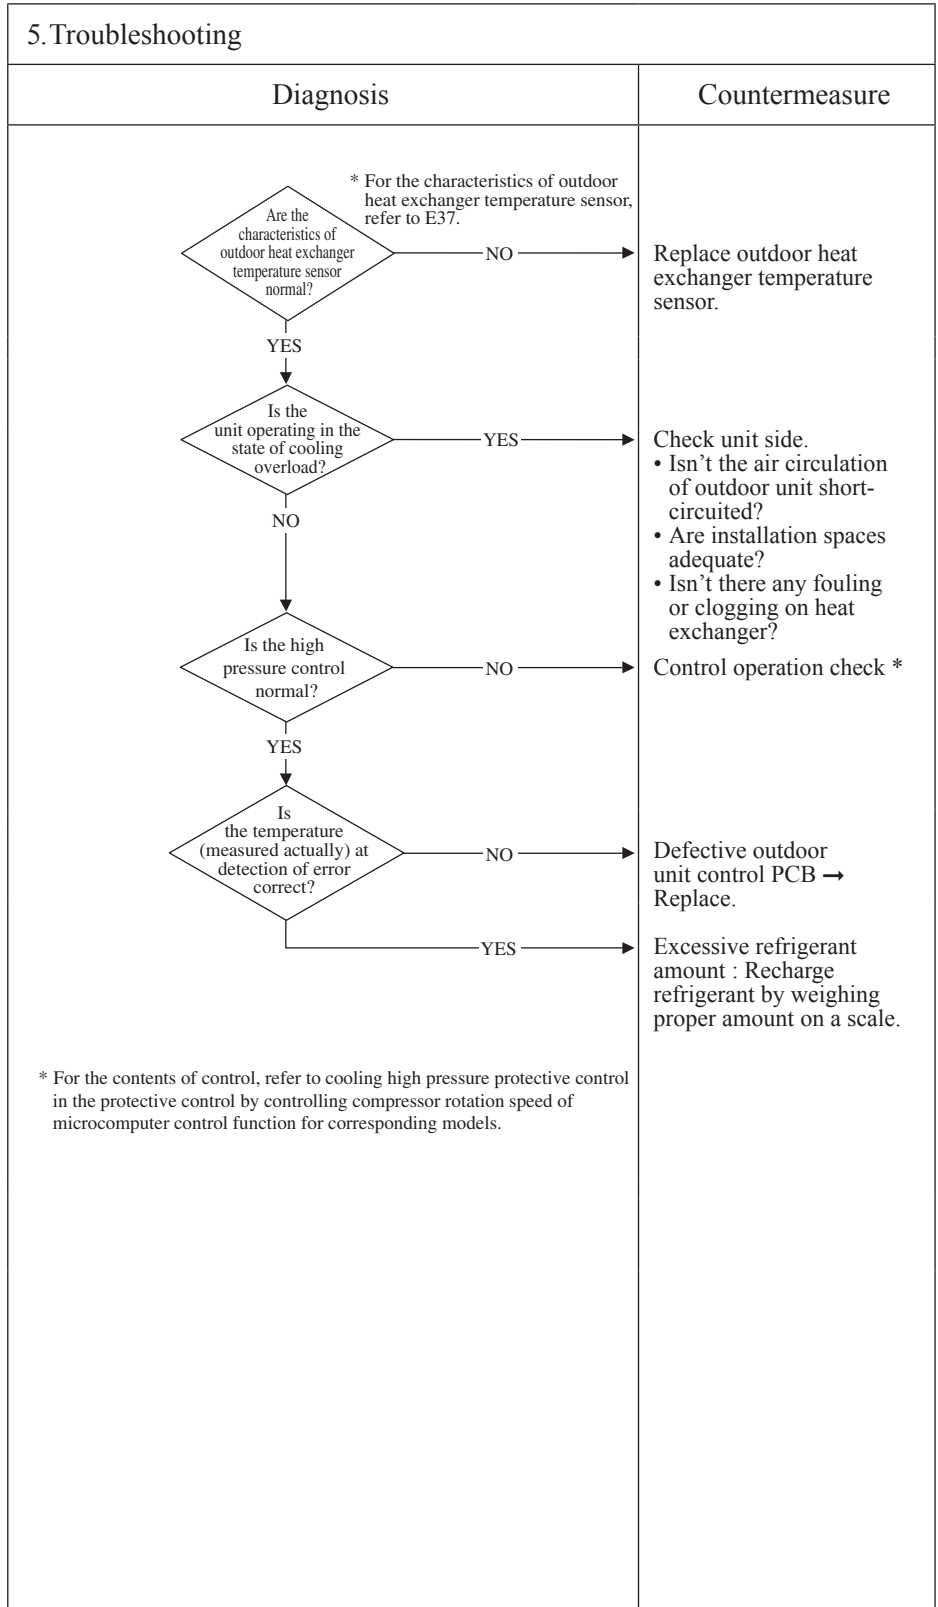 5.Troubleshooting
Diagnosis
Countermeasure
* For the characteristics of outdoor
heat exchanger temperature sensor,
refer to E37.
Are the
characteristics of
outdoor heat exchanger
temperature sensor
normal?
NO
Replace outdoor heat
exchanger temperature
sensor.
YES
Is the
unit operating in the
state of cooling
overload?
YES
Check unit side.
• Isn’t the air circulation
of outdoor unit short-
circuited?
• Are installation spaces
adequate?
• Isn’t there any fouling
or clogging on heat
exchanger?
NO
Is the high
pressure control
normal?
NO
Control operation check *
YES
Is
the temperature
(measured actually) at
detection of error
correct?
NO
Defective outdoor
unit control PCB ➞
Replace.
YES
Excessive refrigerant
amount : Recharge
refrigerant by weighing
proper amount on a scale.
* For the contents of control, refer to cooling high pressure protective control
in the protective control by controlling compressor rotation speed of
microcomputer control function for corresponding models.